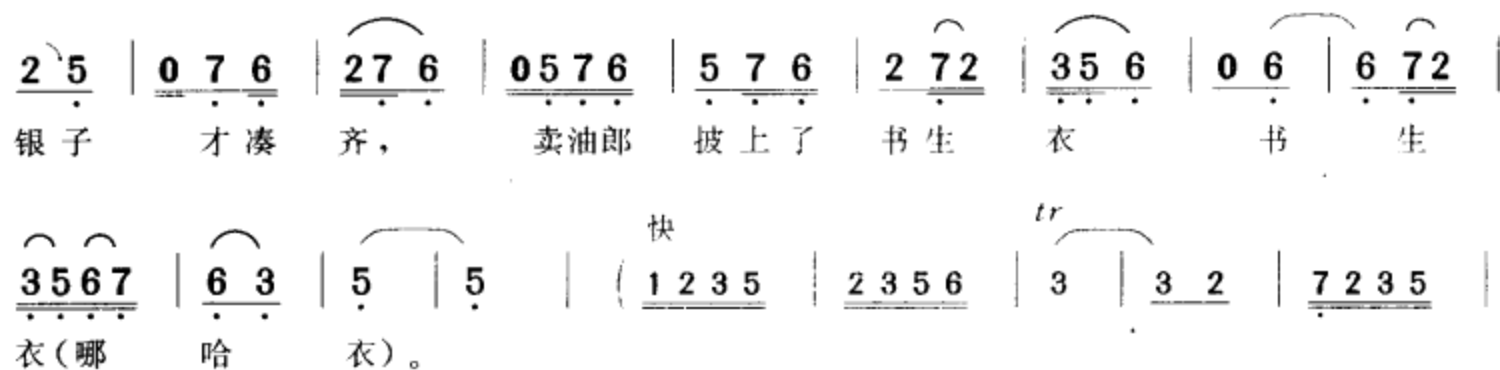 2 5 | 0 7 6 | 2 7 6 | 0 5 7 6 | 5 7 6 | 2 7 2 | 3 5 6 | 0 6 | 6 7 2 |
银子 才凑 齐, 卖油郎 披上了 书生 衣 书 生
快 tr
3 5 6 7 | 6 3 | 5 | 5 | ( 1 2 3 5 | 2 3 5 6 | 3 | 3 2 | 7 2 3 5 |
衣(哪 哈 衣)。